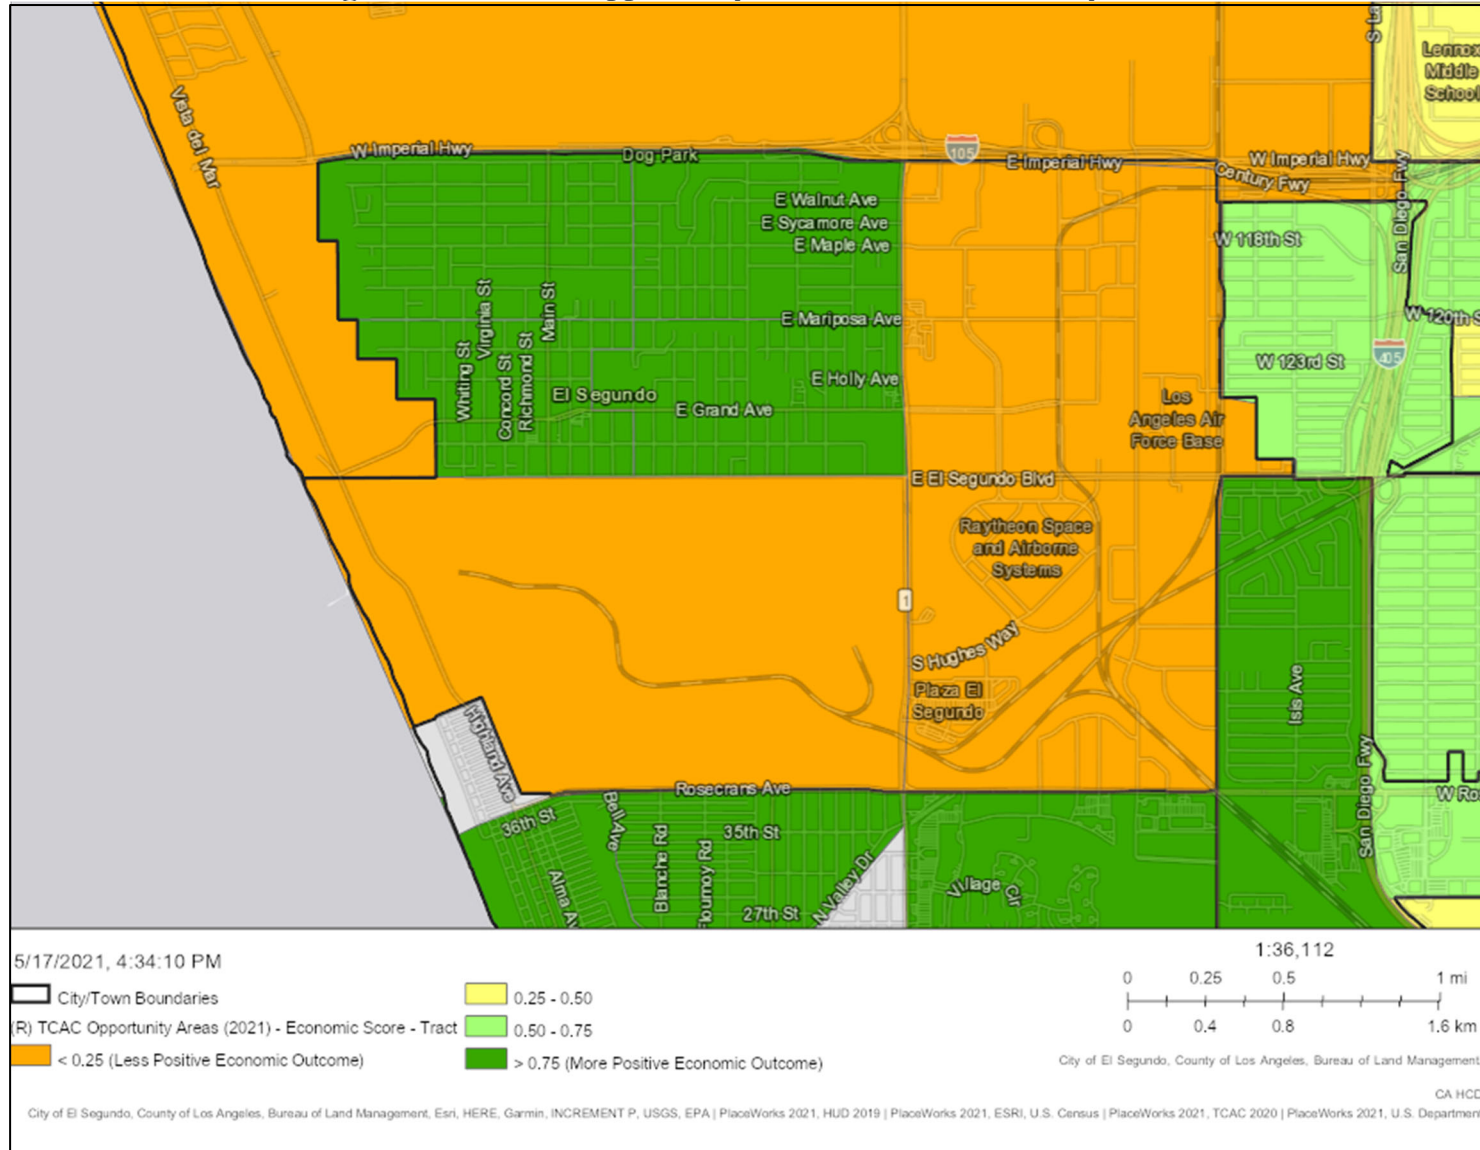 S La
Lennox
Middle
School
Vista del Mar
W Imperial Hwy
Dog Park
105
E Imperial Hwy
W Imperial Hwy
Century Fwy
San Diego Fwy
E Walnut Ave
E Sycamore Ave
E Maple Ave
W 118th St
Whiting St
Virginia St
Concord St
Richmond St
Main St
E Mariposa Ave
W 120th S
405
W 123rd St
E Holly Ave
El Segundo
E Grand Ave
Los
Angeles Air
Force Base
E El Segundo Blvd
Raytheon Space
and Airborne
Systems
1
S Hughes Way
Plaza El
Segundo
Isis Ave
Highland Ave
San Diego Fwy
Rosecrans Ave
W Ro
36th St
Bell Ave
Blanche Rd
Flournoy Rd
35th St
N Valley Dr
Village Cir
Alma Av
27th St
5/17/2021, 4:34:10 PM
City/Town Boundaries
(R) TCAC Opportunity Areas (2021) - Economic Score - Tract
< 0.25 (Less Positive Economic Outcome)
0.25 - 0.50
0.50 - 0.75
> 0.75 (More Positive Economic Outcome)
1:36,112
0 0.25 0.5 1 mi
0 0.4 0.8 1.6 km
City of El Segundo, County of Los Angeles, Bureau of Land Management
CA HCD
City of El Segundo, County of Los Angeles, Bureau of Land Management, Esri, HERE, Garmin, INCREMENT P, USGS, EPA | PlaceWorks 2021, HUD 2019 | PlaceWorks 2021, ESRI, U.S. Census | PlaceWorks 2021, TCAC 2020 | PlaceWorks 2021, U.S. Department